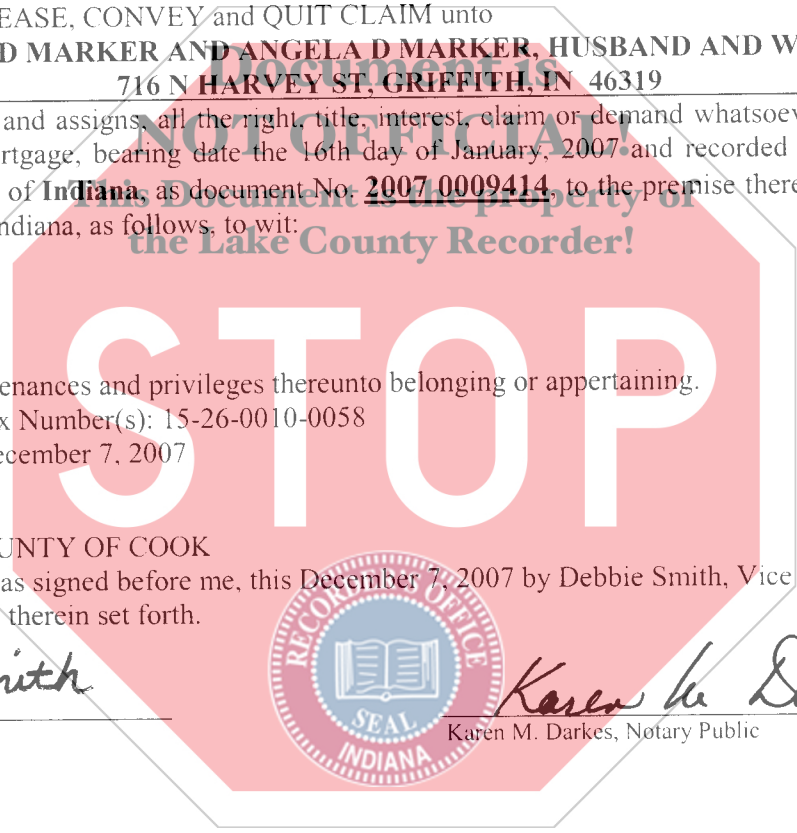 EASE, CONVEY and QUIT CLAIM unto
D MARKER AND ANGELA D MARKER, HUSBAND AND W
716 N HARVEY ST, GRIFFITH, IN 46319
Document is
and assigns, all the right, title, interest, claim or demand whatsoev
NOT OFFICIAL!
rtgage, bearing date the 16th day of January, 2007 and recorded
of Indiana, as document No. 2007 0009414, to the premise there
This Document is the property of
ndiana, as follows, to wit:
the Lake County Recorder!
STOP
enances and privileges thereunto belonging or appertaining.
x Number(s): 15-26-0010-0058
ecember 7, 2007
UNTY OF COOK
as signed before me, this December 7, 2007 by Debbie Smith, Vice
therein set forth.
RECORDER'S OFFICE
SEAL
INDIANA
Karen M D
Karen M. Darkes, Notary Public